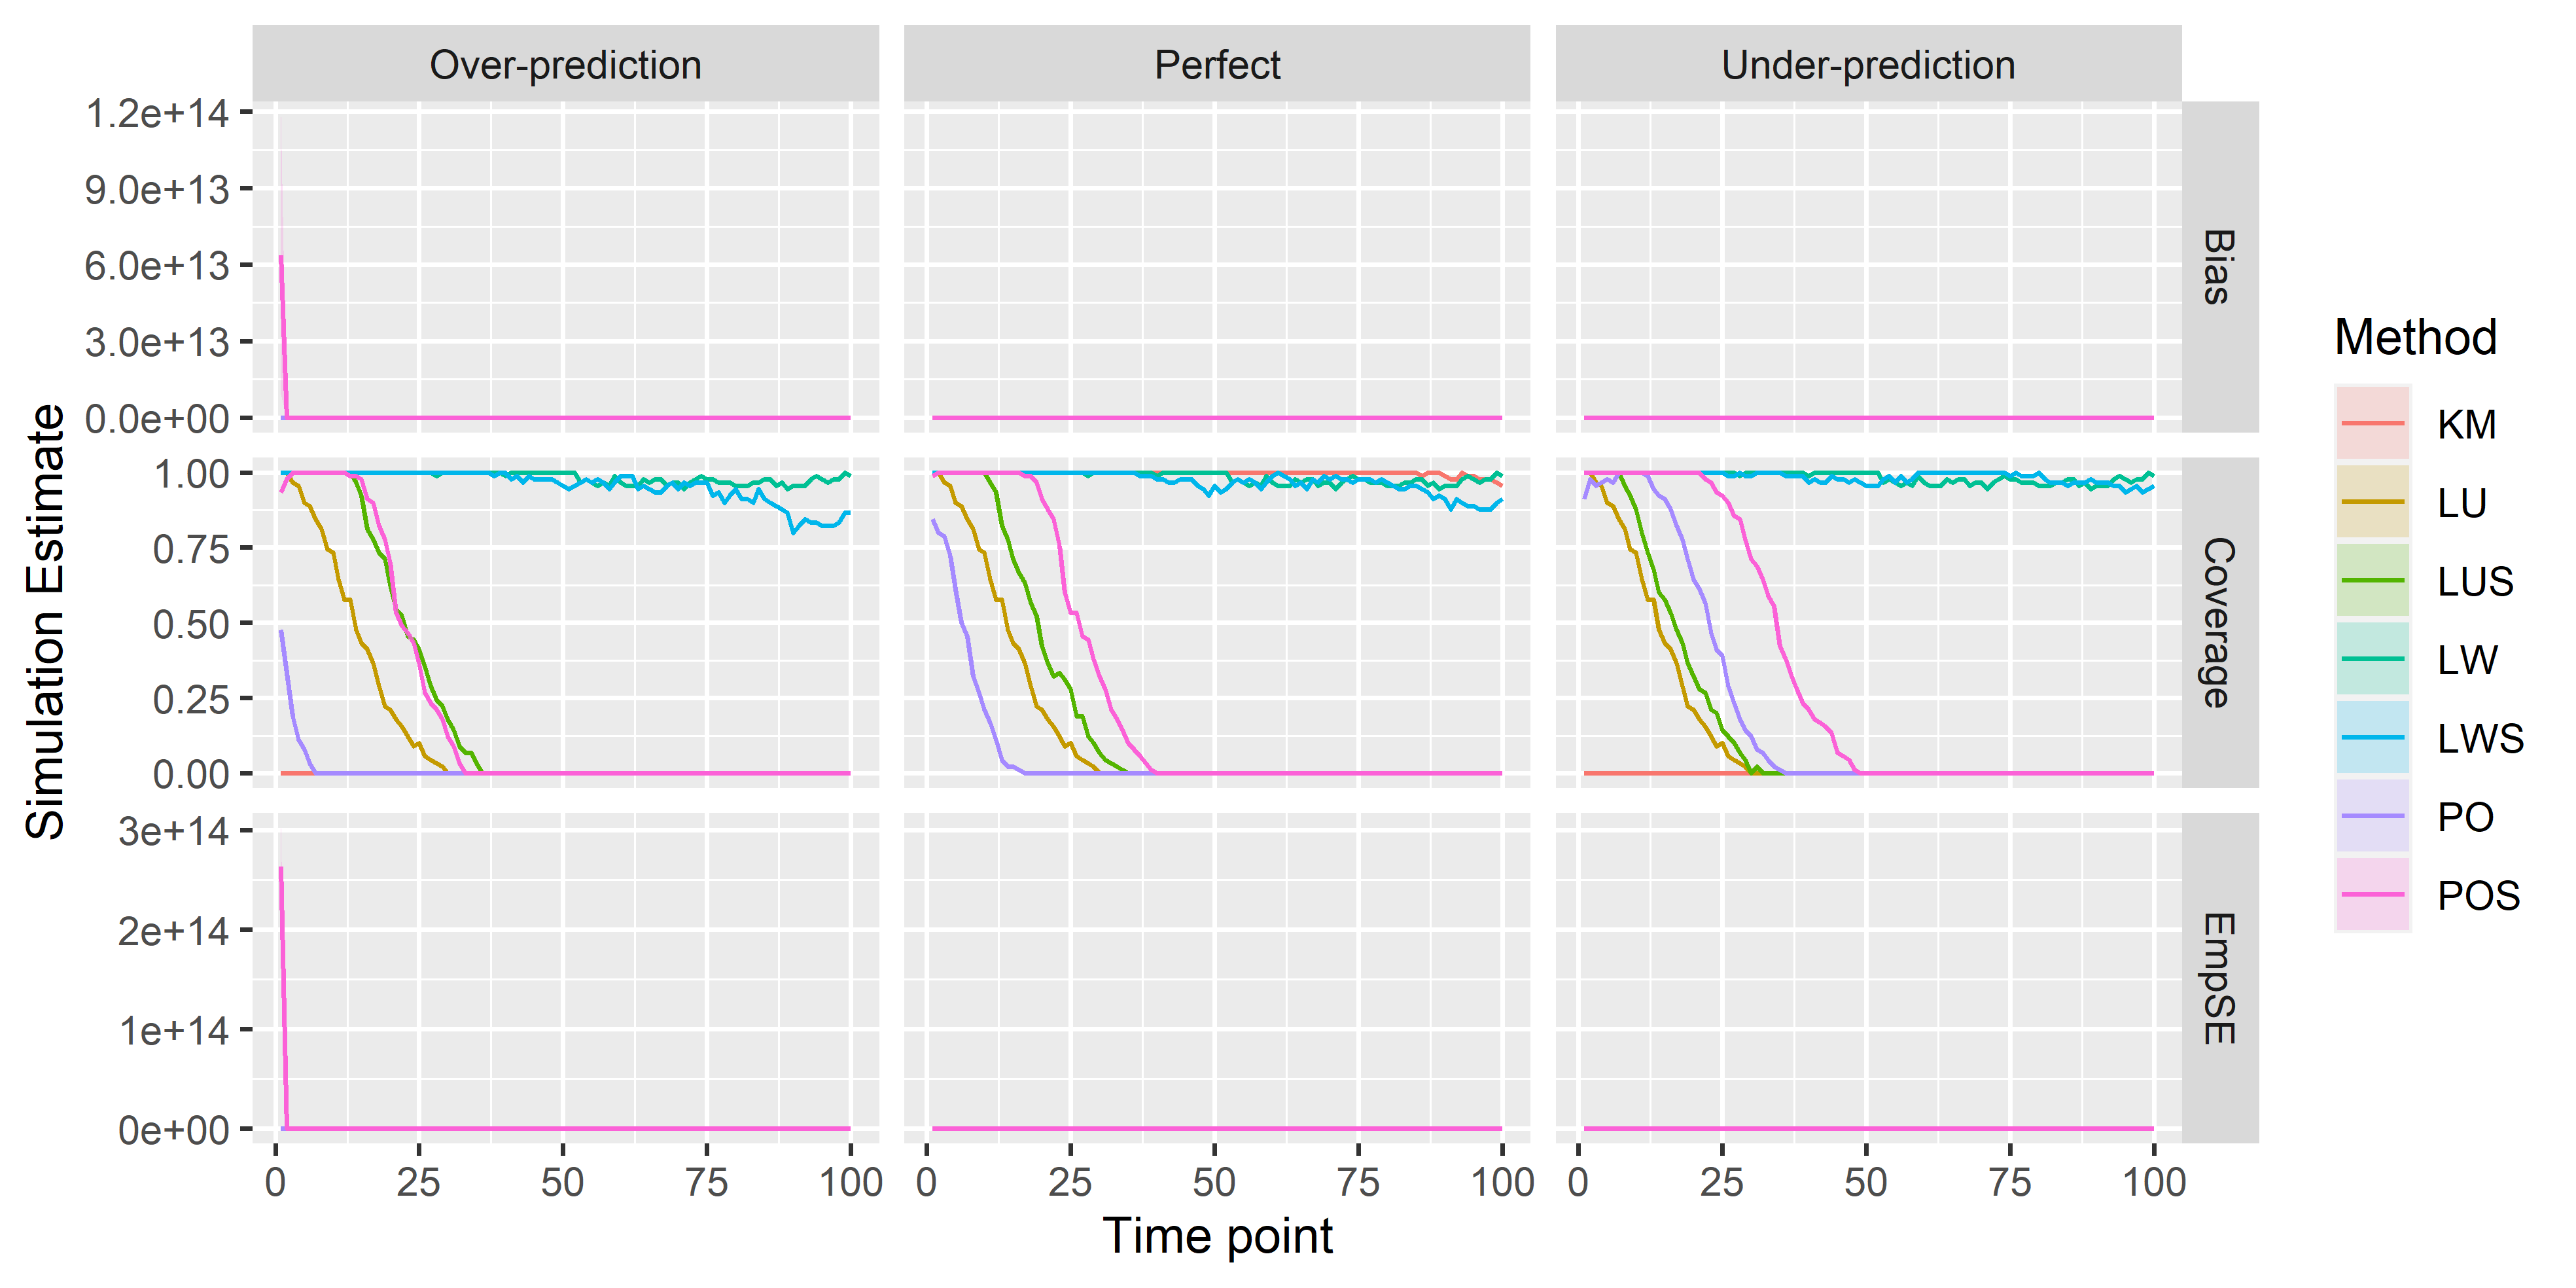 Over-prediction
Perfect
Under-prediction
1.2e+14
9.0e+13
6.0e+13
3.0e+13
0.0e+00
Bias
1.00
0.75
0.50
0.25
0.00
Coverage
3e+14
2e+14
1e+14
0e+00
EmpSE
0 25 50 75 100
0 25 50 75 100
0 25 50 75 100
Time point
Simulation Estimate
Method
KM
LU
LUS
LW
LWS
PO
POS